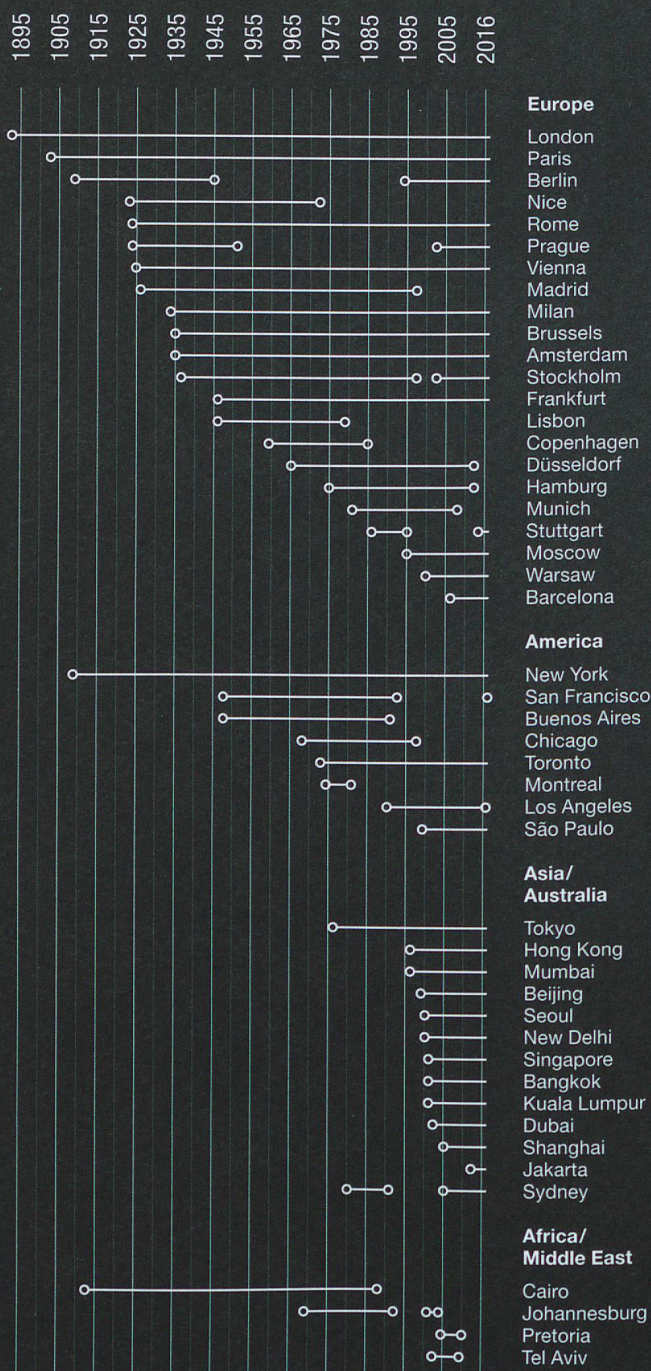 1895 1905 1915 1925 1935 1945 1955 1965 1975 1985 1995 2005 2016
Europe
London
Paris
Berlin
Nice
Rome
Prague
Vienna
Madrid
Milan
Brussels
Amsterdam
Stockholm
Frankfurt
Lisbon
Copenhagen
Düsseldorf
Hamburg
Munich
Stuttgart
Moscow
Warsaw
Barcelona
America
New York
San Francisco
Buenos Aires
Chicago
Toronto
Montreal
Los Angeles
São Paulo
Asia/
Australia
Tokyo
Hong Kong
Mumbai
Beijing
Seoul
New Delhi
Singapore
Bangkok
Kuala Lumpur
Dubai
Shanghai
Jakarta
Sydney
Africa/
Middle East
Cairo
Johannesburg
Pretoria
Tel Aviv